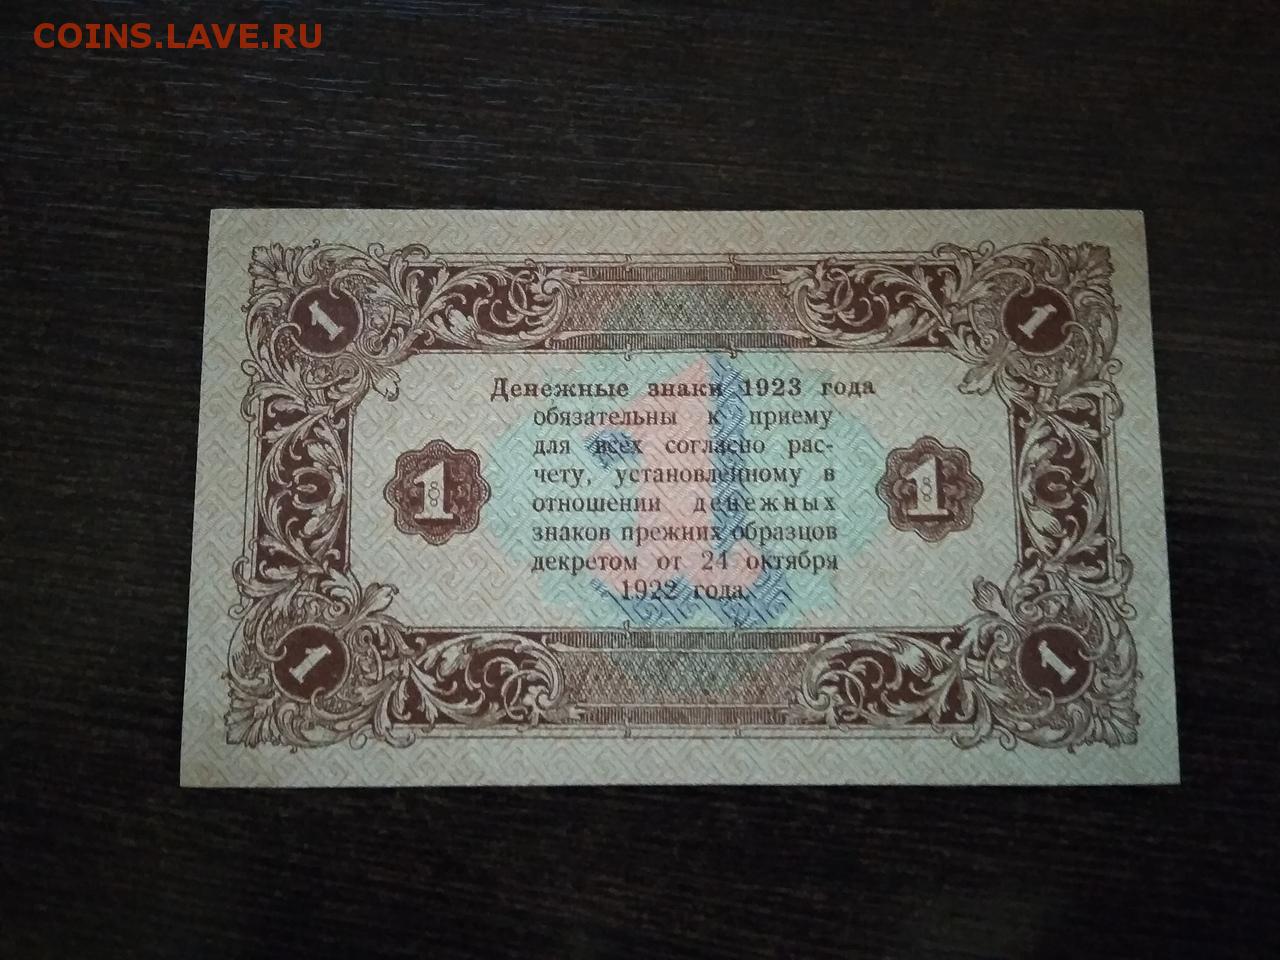 COINS.LAVE.RU
1 1
Денежные знаки 1923 года
обязательны к приему
для всех согласно рас-
чету, установленному в
отношении денежных
знаков прежних образцов
декретом от 24 октября
1922 года.
1 1
1 1